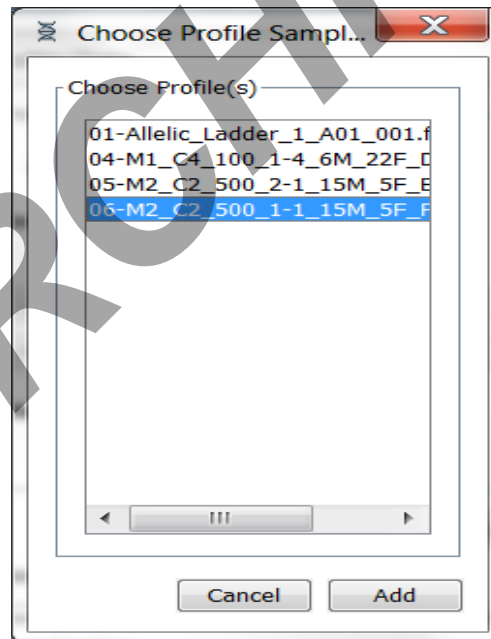 Choose Profile Sampl...
Choose Profile(s)
01-Allelic_Ladder_1_A01_001.f
04-M1_C4_100_1-4_6M_22F_D
05-M2_C2_500_2-1_15M_5F_E
06-M2_C2_500_1-1_15M_5F_F
Cancel
Add